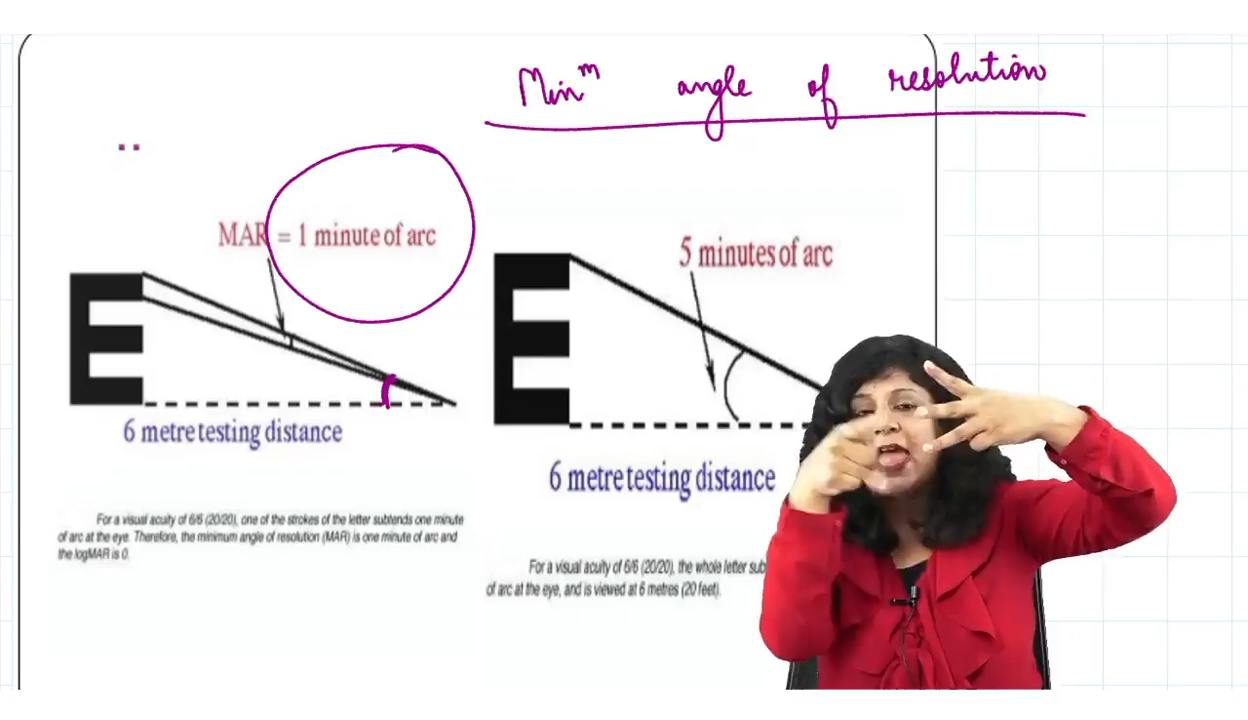 Minᵐ angle of resolution
MAR = 1 minute of arc
6 metre testing distance
For a visual acuity of 6/6 (20/20), one of the strokes of the letter subtends one minute
of arc at the eye. Therefore, the minimum angle of resolution (MAR) is one minute of arc and
the logMAR is 0.
5 minutes of arc
6 metre testing distance
For a visual acuity of 6/6 (20/20), the whole letter sub
of arc at the eye, and is viewed at 6 metres (20 feet).